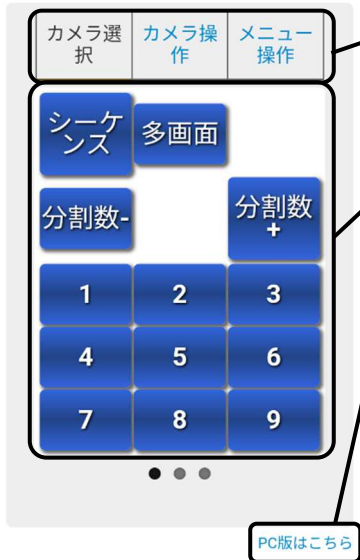 カメラ選
択
カメラ操
作
メニュー
操作
シーケ
ンス
多画面
分割数-
分割数
+
1
2
3
4
5
6
7
8
9
PC版はこちら